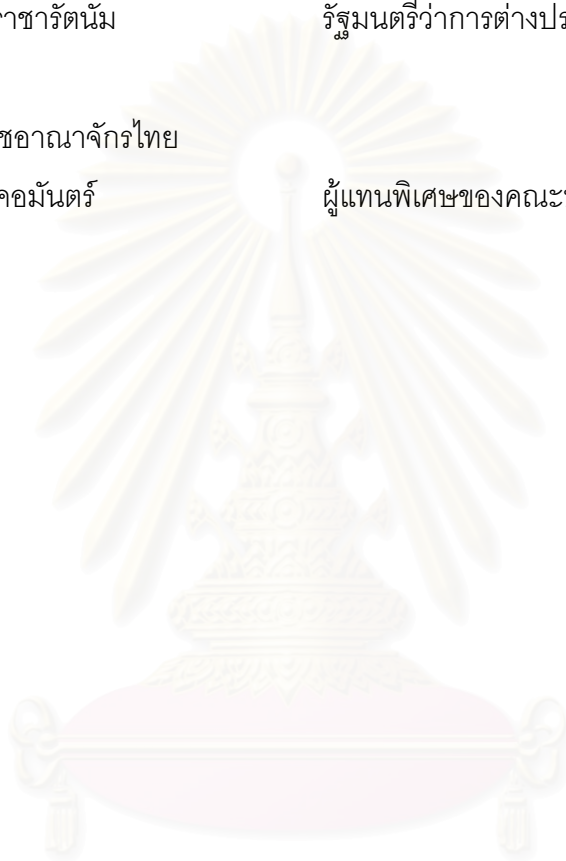 าชารัตนัม รัฐมนตรีว่าการต่างปร
ชอาณาจักรไทย
คอมันตร์ ผู้แทนพิเศษของคณะ